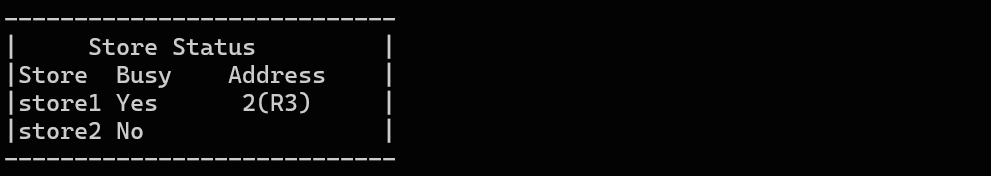 ----------------------------
|     Store Status         |
|Store  Busy    Address    |
|store1 Yes      2(R3)     |
|store2 No                 |
----------------------------